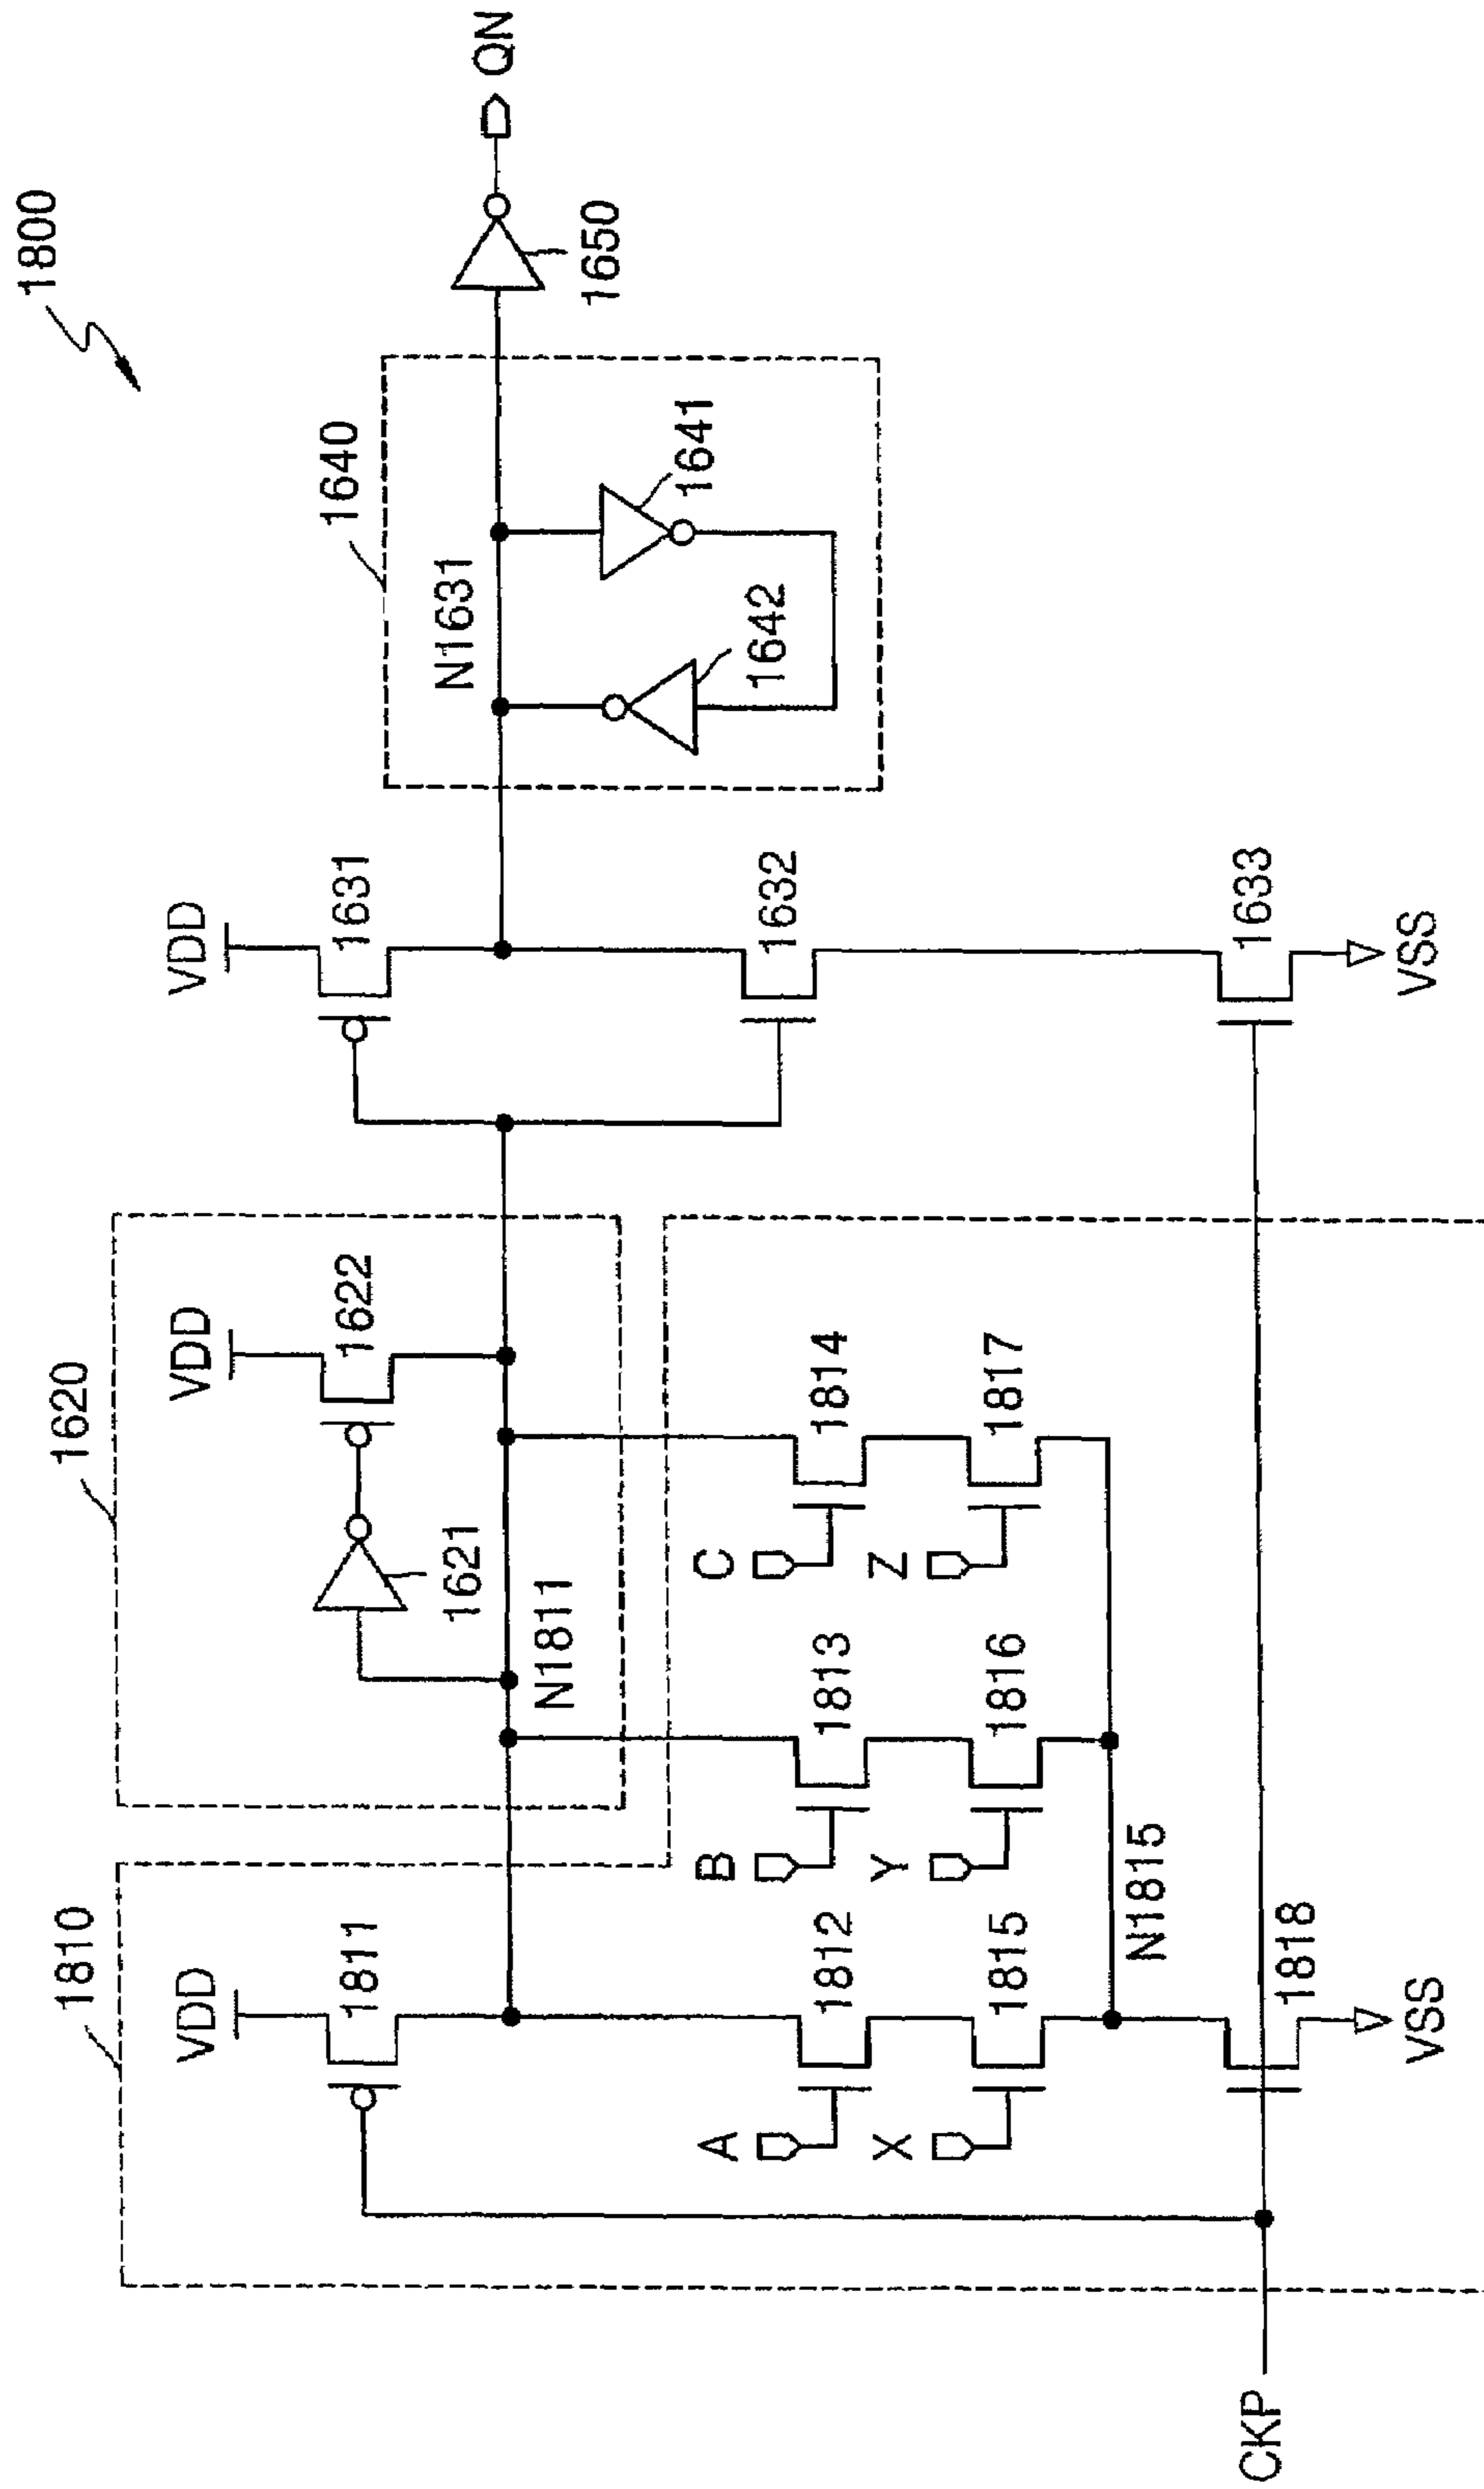 1800
1810
1620
VDD
1811
VDD
1622
1621
N1811
VDD
1631
1640
N1631
1642
1641
1650
QN
A
1812
B
1813
C
1814
X
1815
Y
1816
Z
1817
1632
N1815
1818
1633
CKP
VSS
VSS